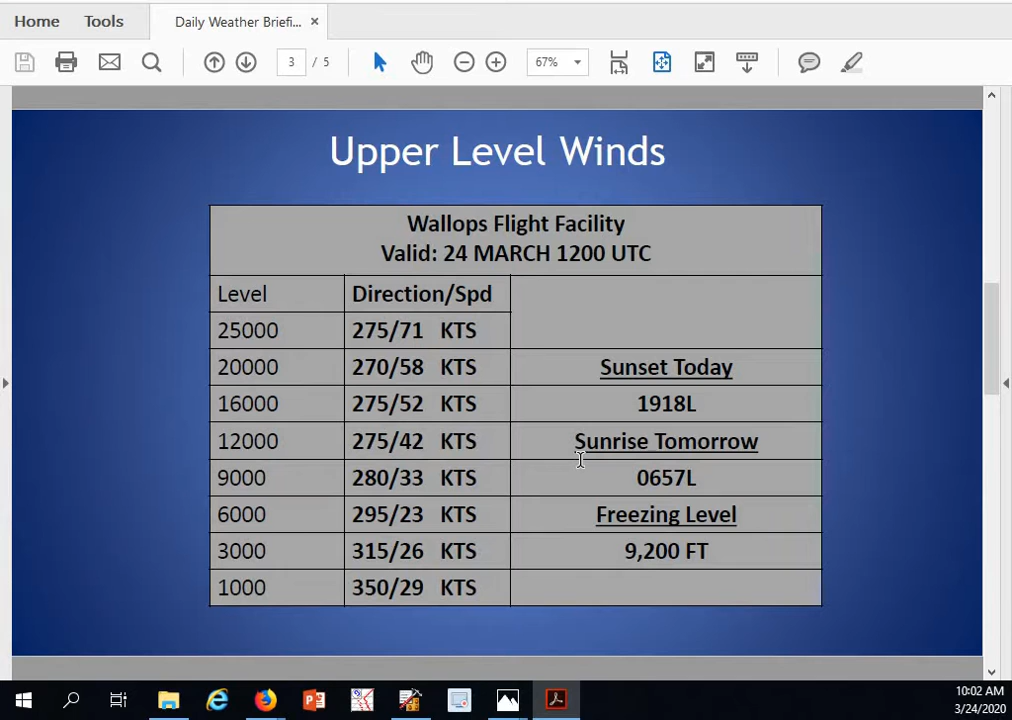 Home
Tools
Daily Weather Briefi...
3 / 5
67%
Upper Level Winds
Wallops Flight Facility
Valid: 24 MARCH 1200 UTC
Level Direction/Spd
25000 275/71 KTS
20000 270/58 KTS Sunset Today
16000 275/52 KTS 1918L
12000 275/42 KTS Sunrise Tomorrow
9000 280/33 KTS 0657L
6000 295/23 KTS Freezing Level
3000 315/26 KTS 9,200 FT
1000 350/29 KTS
10:02 AM
3/24/2020